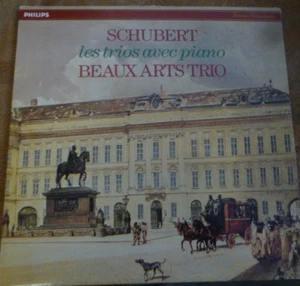 PHILIPS
SCHUBERT
les trios avec piano
BEAUX ARTS TRIO